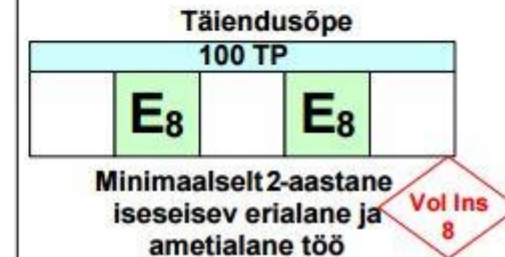 Täiendusõpe
100 TP
E8 E8
Minimaalselt 2-aastane
iseseisev erialane ja
ametialane töö
Vol Ins
8